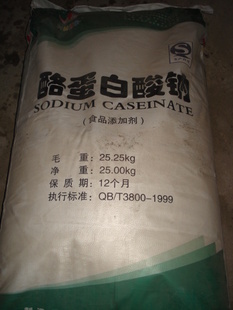 酪蛋白酸钠
SODIUM CASEINATE
（食品添加剂）
毛 重：25.25kg
净 重：25.00kg
保 质 期：12个月
执行标准：QB/T3800-1999